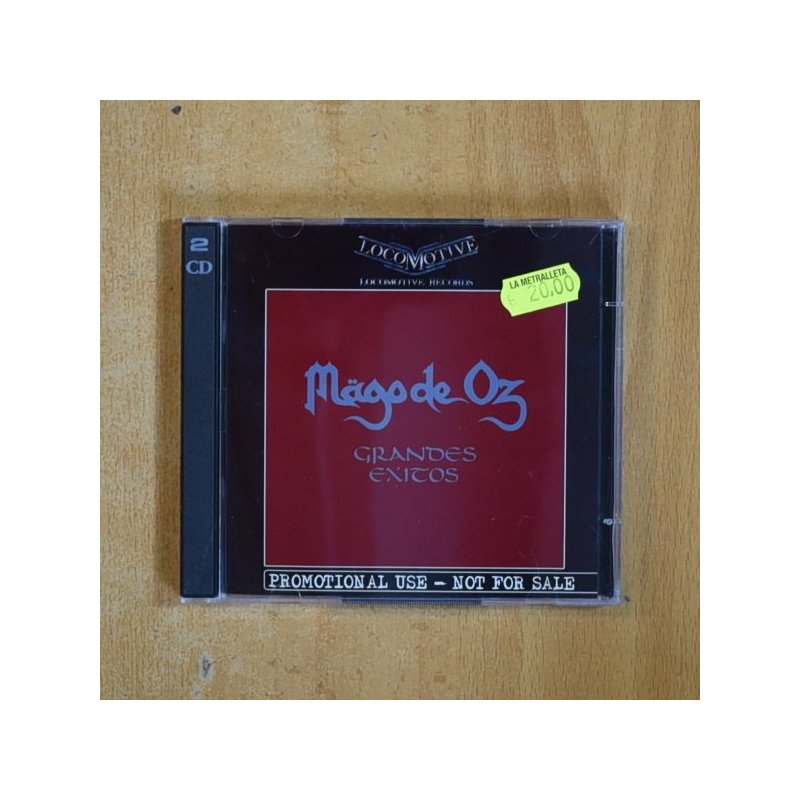 2
CD
LOCOMOTIVE
LOCOMOTIVE RECORDS
LA METRALLETA
€ 20,00
Mägo de Oz
GRANDES
EXITOS
PROMOTIONAL USE – NOT FOR SALE